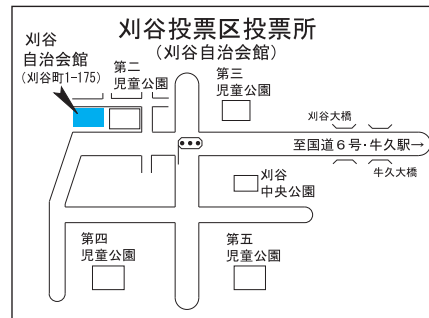 刈谷投票区投票所
(刈谷自治会館)
刈谷
自治会館
(刈谷町1-175)
第二
児童公園
第三
児童公園
刈谷大橋
至国道6号・牛久駅→
牛久大橋
刈谷
中央公園
第四
児童公園
第五
児童公園